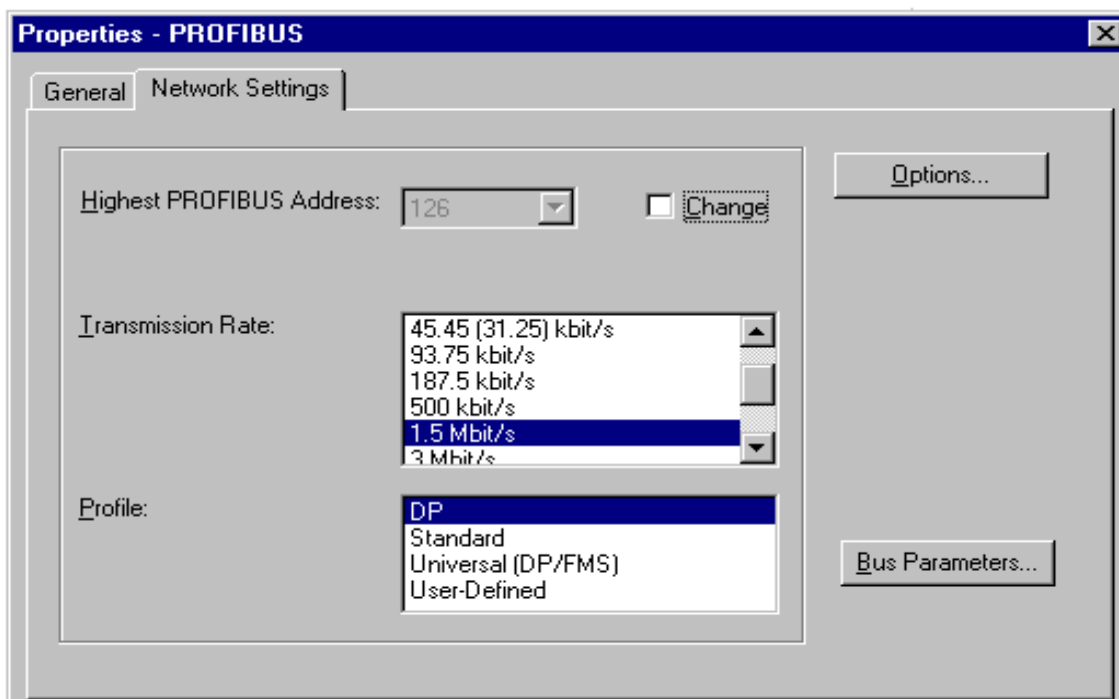 Properties - PROFIBUS
General
Network Settings
Highest PROFIBUS Address:
126
Change
Options...
Transmission Rate:
45.45 (31.25) kbit/s
93.75 kbit/s
187.5 kbit/s
500 kbit/s
1.5 Mbit/s
3 Mbit/s
Profile:
DP
Standard
Universal (DP/FMS)
User-Defined
Bus Parameters...